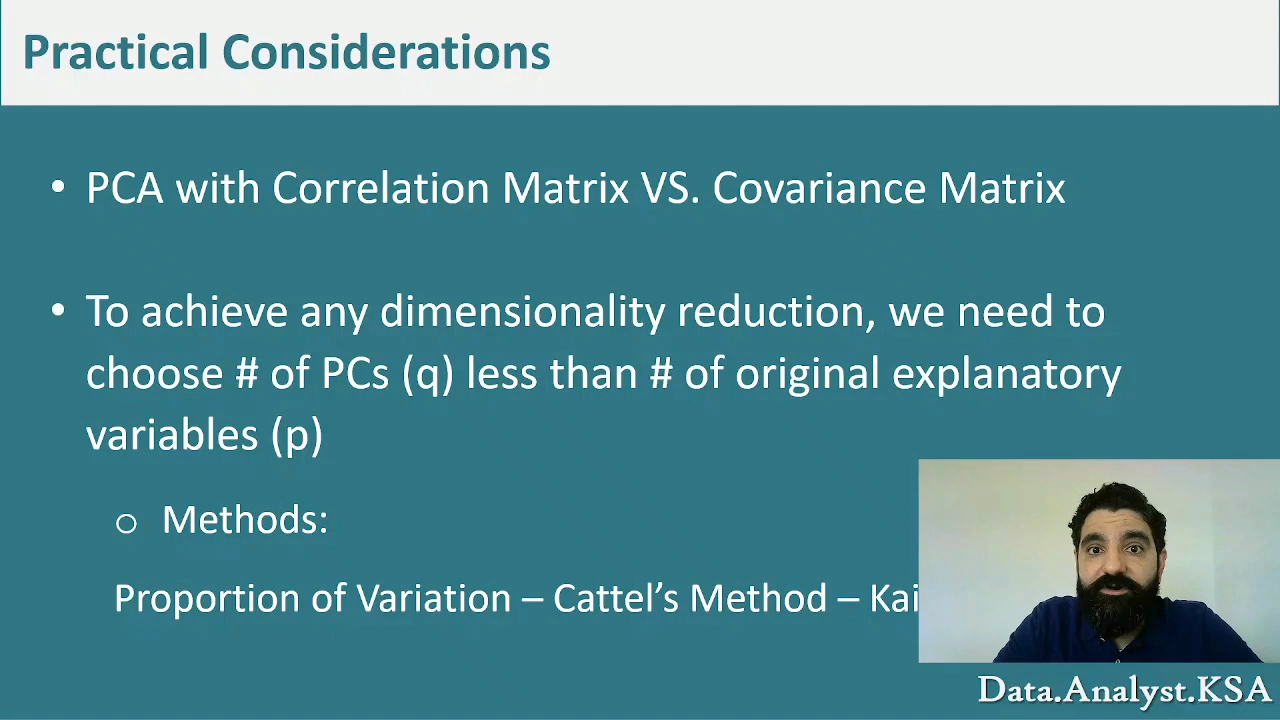 Practical Considerations
• PCA with Correlation Matrix VS. Covariance Matrix
• To achieve any dimensionality reduction, we need to
choose # of PCs (q) less than # of original explanatory
variables (p)
o Methods:
Proportion of Variation – Cattel’s Method – Kai
Data.Analyst.KSA